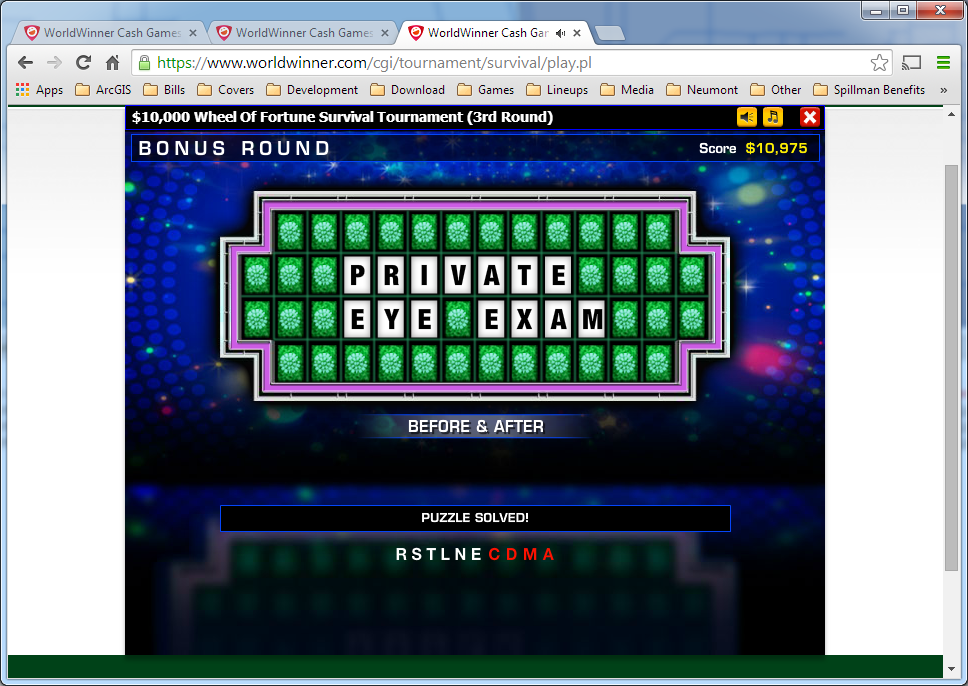 WorldWinner Cash Games WorldWinner Cash Games WorldWinner Cash Gar
https://www.worldwinner.com/cgi/tournament/survival/play.pl
Apps ArcGIS Bills Covers Development Download Games Lineups Media Neumont Other Spillman Benefits »
$10,000 Wheel Of Fortune Survival Tournament (3rd Round)
BONUS ROUND Score $10,975
PRIVATE
EYE EXAM
BEFORE & AFTER
PUZZLE SOLVED!
RSTLNE CDMA